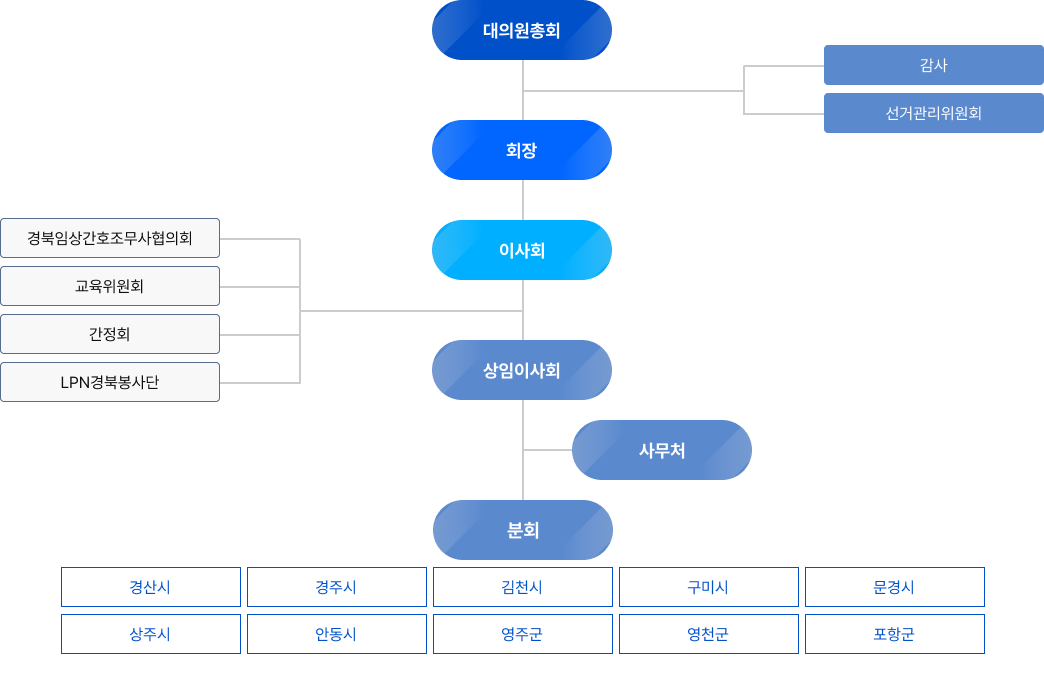 대의원총회
감사
선거관리위원회
회장
이사회
경북임상간호조무사협의회
교육위원회
간정회
LPN경북봉사단
상임이사회
사무처
분회
경산시
경주시
김천시
구미시
문경시
상주시
안동시
영주군
영천군
포항군